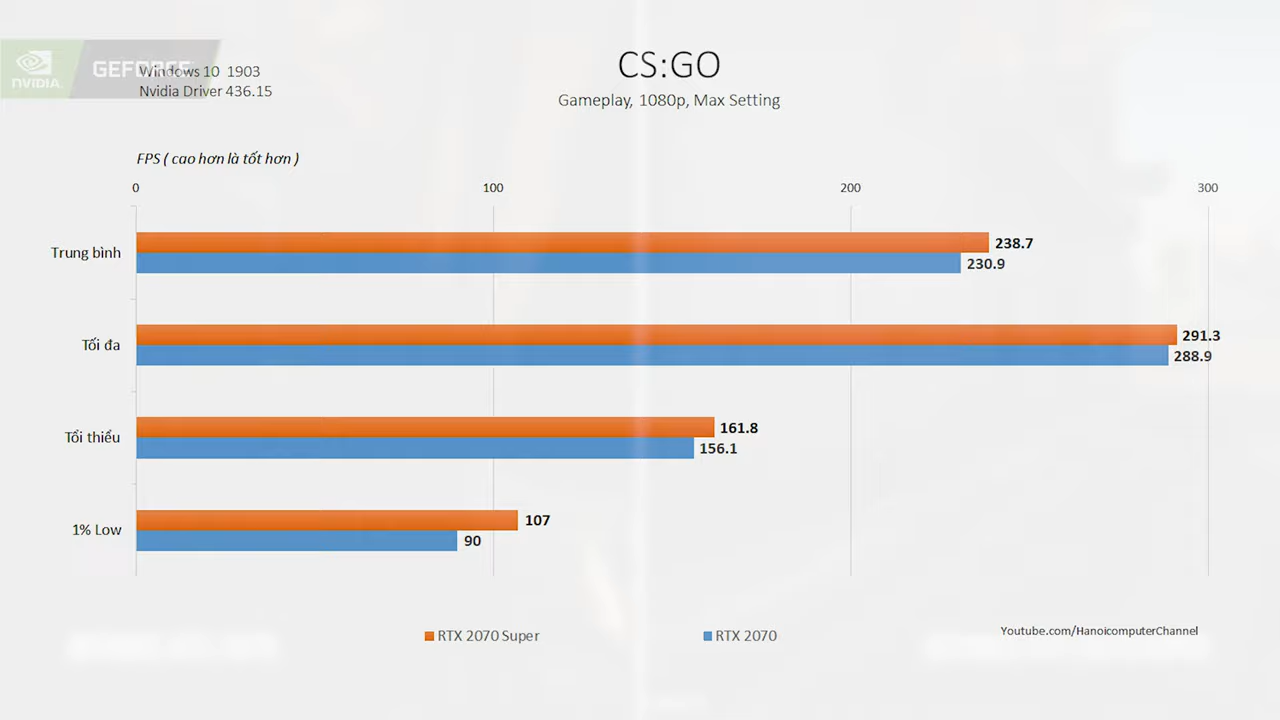 NVIDIA.
GEFORCE
Windows 10 1903
Nvidia Driver 436.15
CS:GO
Gameplay, 1080p, Max Setting
FPS ( cao hơn là tốt hơn )
0 100 200 300
Trung bình 238.7
230.9
Tối đa 291.3
288.9
Tối thiểu 161.8
156.1
1% Low 107
90
RTX 2070 Super RTX 2070
Youtube.com/HanoicomputerChannel